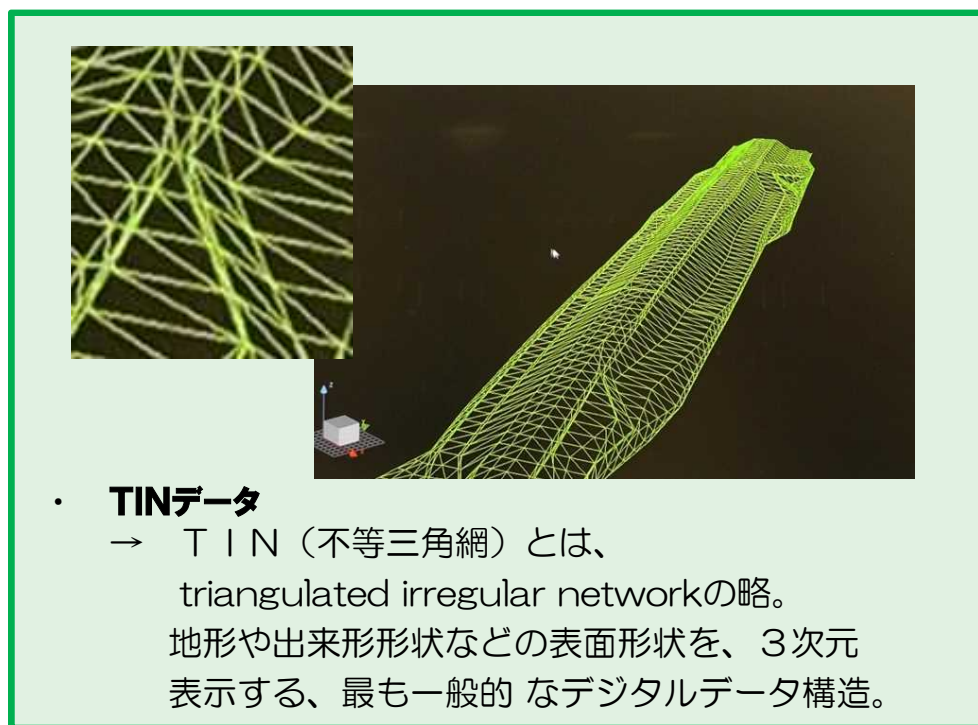 ・ TINデータ
→ ＴＩＮ（不等三角網）とは、
triangulated irregular networkの略。
地形や出来形形状などの表面形状を、３次元
表示する、最も一般的 なデジタルデータ構造。